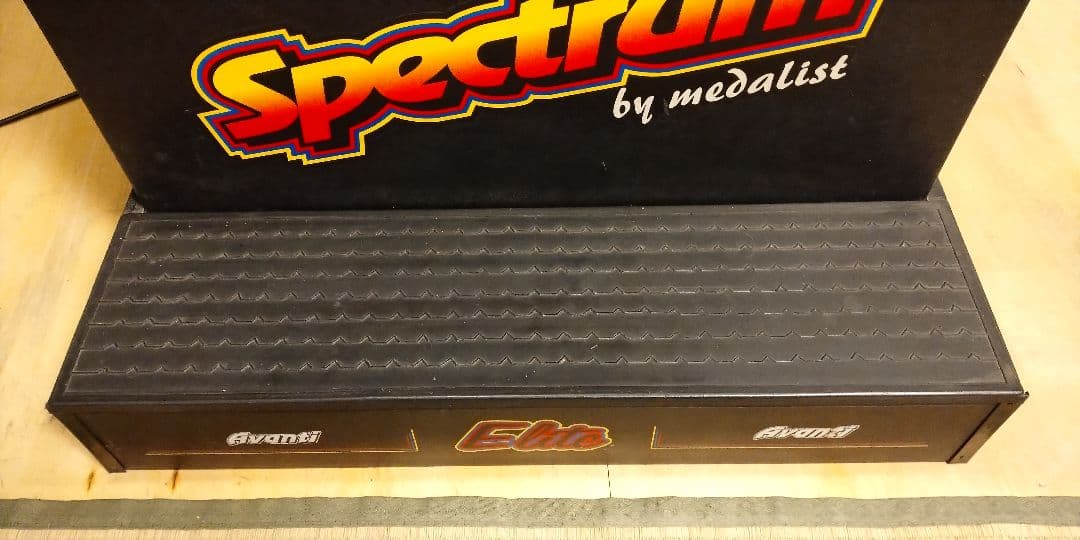 Spectrum
by medalist
Avanti Elite Avanti